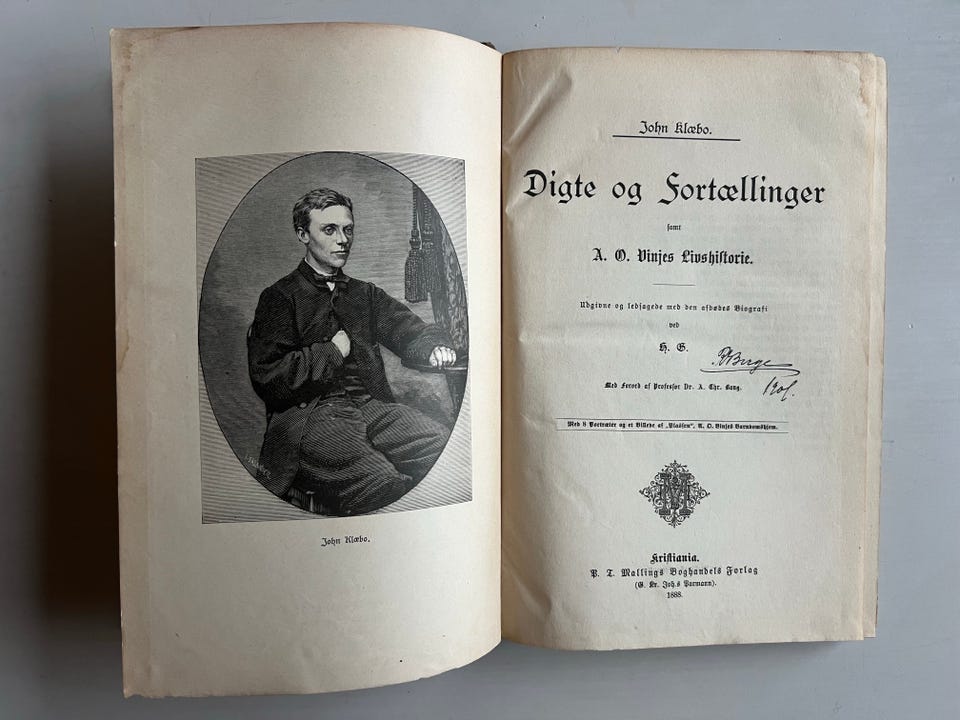 John Klæbo.
John Klæbo.
Digte og Fortællinger
samt
A. O. Vinjes Livshistorie.
Udgivne og ledsagede med den afdødes Biografi
ved
H. G.
Med Forord af Professor Dr. A. Chr. Bang.
Med 8 Portræter og et Billede af „Plassen“, A. O. Vinjes Barndomshjem.
M
Kristiania.
P. T. Mallings Boghandels Forlag
(G. Kr. Joh.s Parmann).
1888.